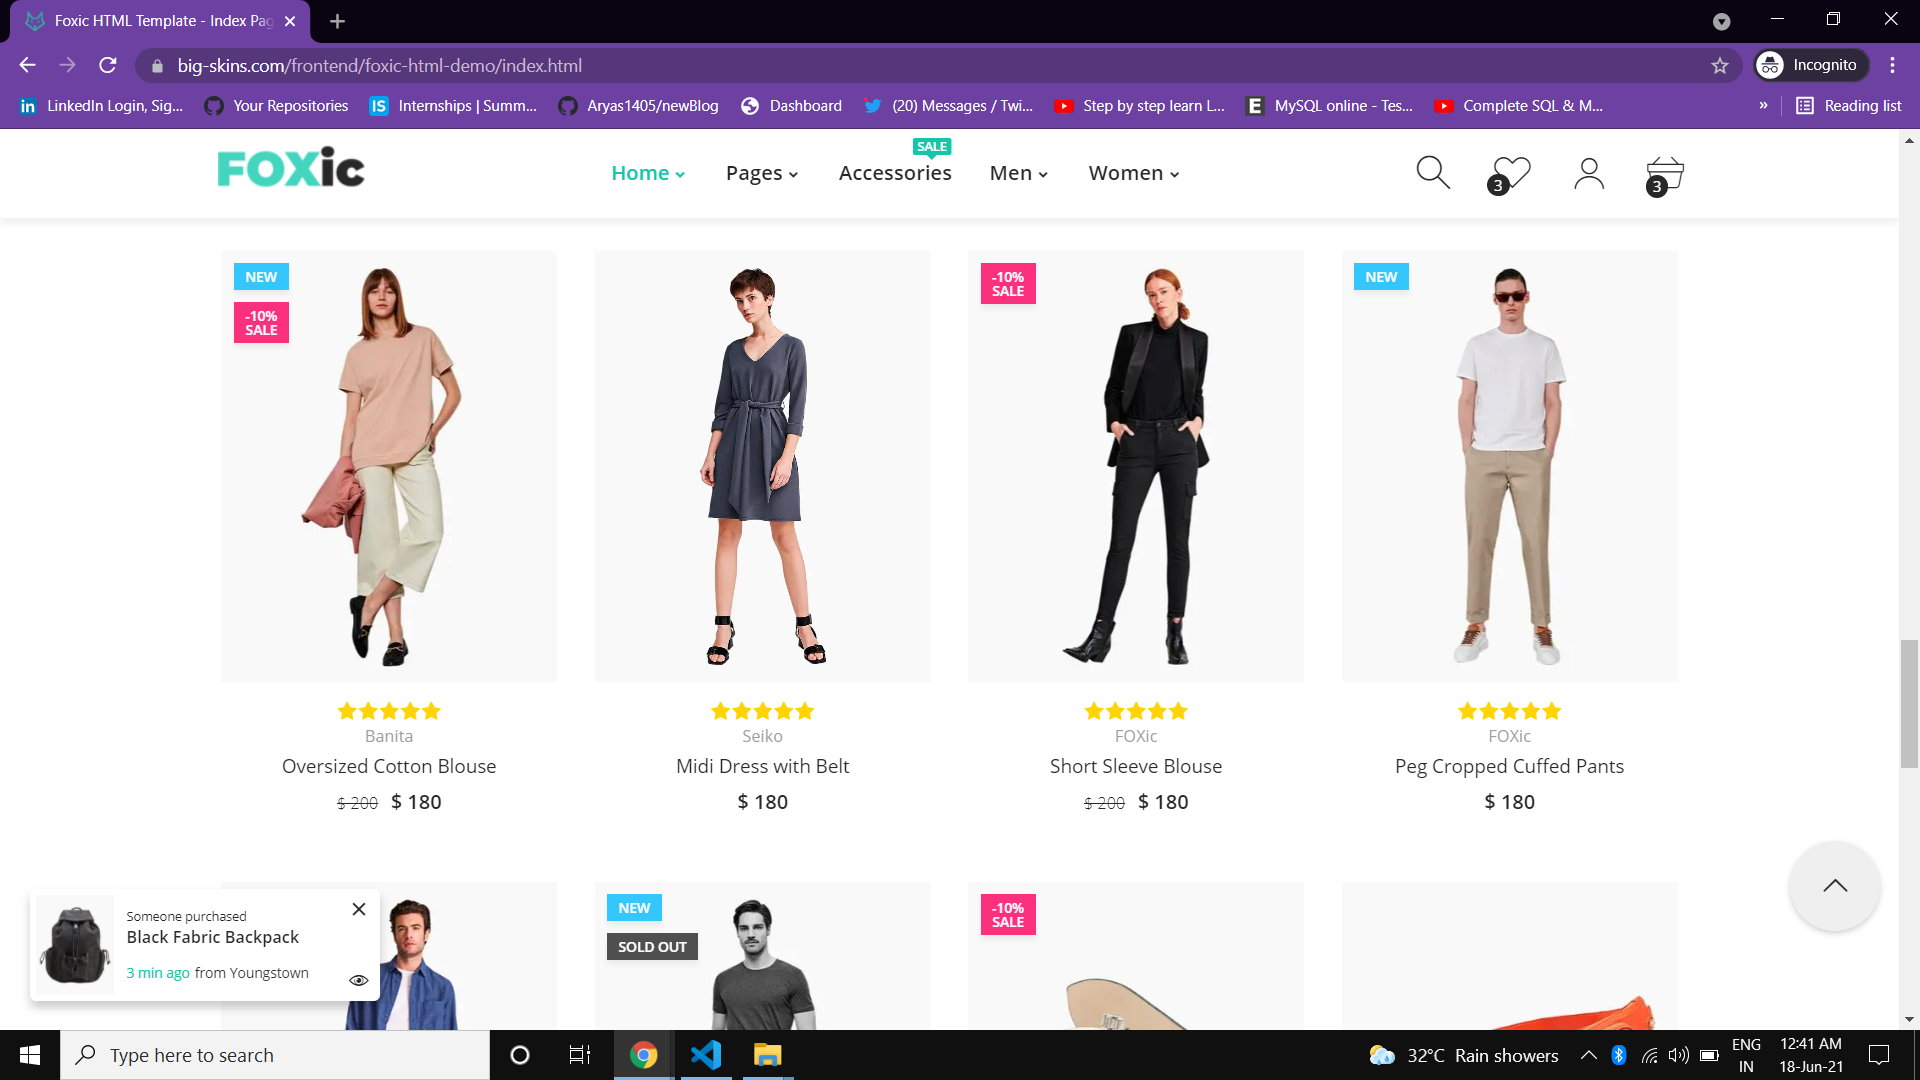 Foxic HTML Template - Index Pag
big-skins.com/frontend/foxic-html-demo/index.html
Incognito
LinkedIn Login, Sig...
Your Repositories
IS Internships | Summ...
Aryas1405/newBlog
Dashboard
(20) Messages / Twi...
Step by step learn L...
E MySQL online - Tes...
Complete SQL & M...
»
Reading list
FOXic
Home
Pages
SALE
Accessories
Men
Women
3
3
NEW
-10%
SALE
-10%
SALE
NEW
Banita
Oversized Cotton Blouse
$ 200 $ 180
Seiko
Midi Dress with Belt
$ 180
FOXic
Short Sleeve Blouse
$ 200 $ 180
FOXic
Peg Cropped Cuffed Pants
$ 180
Someone purchased
Black Fabric Backpack
3 min ago from Youngstown
NEW
SOLD OUT
-10%
SALE
Type here to search
32°C Rain showers
ENG
IN
12:41 AM
18-Jun-21